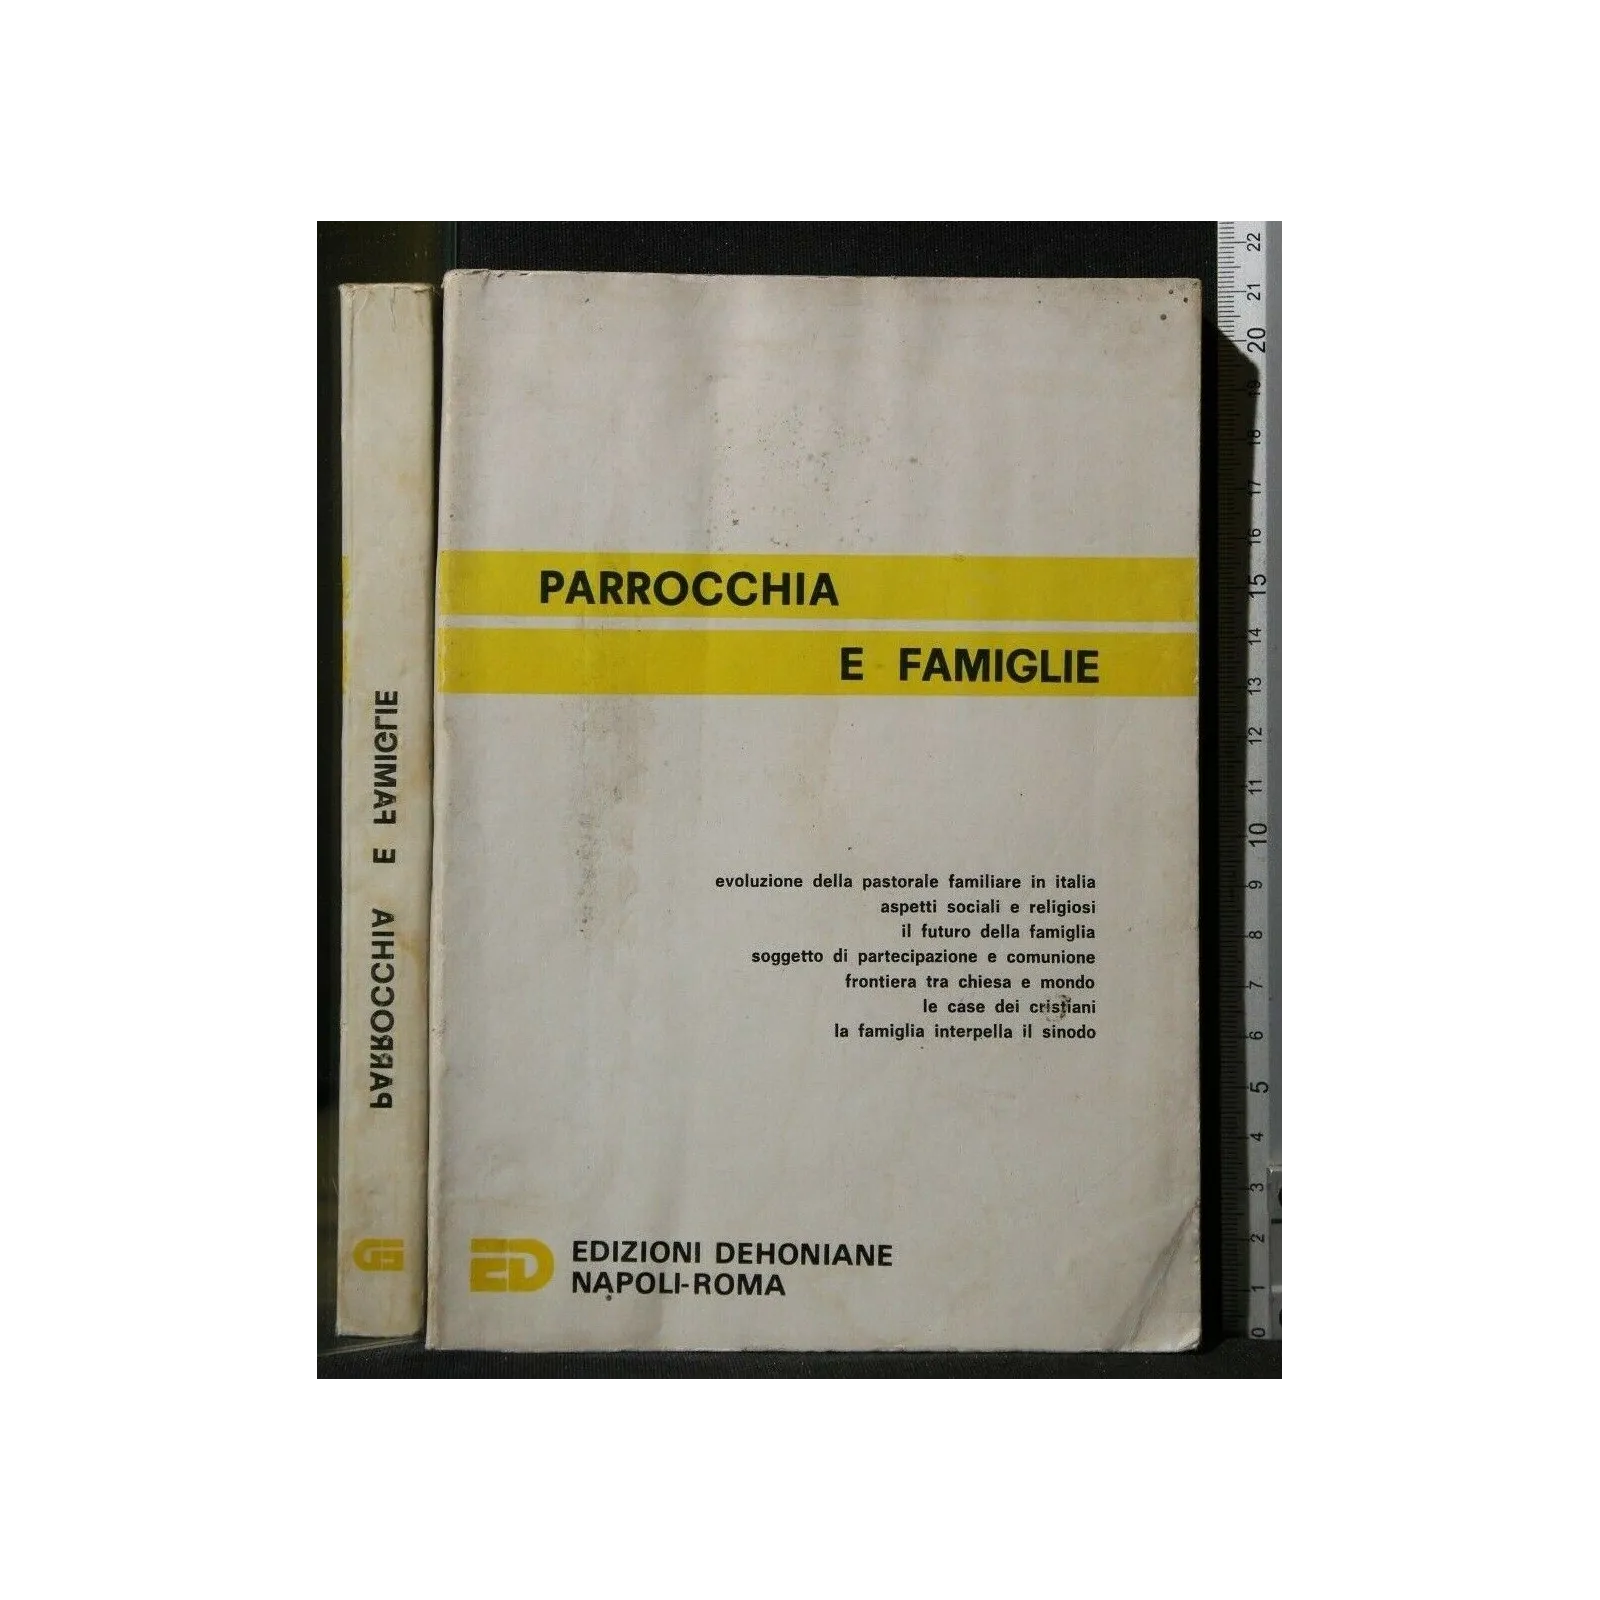 PARROCCHIA
E FAMIGLIE
evoluzione della pastorale familiare in italia
aspetti sociali e religiosi
il futuro della famiglia
soggetto di partecipazione e comunione
frontiera tra chiesa e mondo
le case dei cristiani
la famiglia interpella il sinodo
ED
EDIZIONI DEHONIANE
NAPOLI-ROMA
PARROCCHIA E FAMIGLIE
ED
22
21
20
19
18
17
16
15
14
13
12
11
10
9
8
7
6
5
4
3
2
1
0